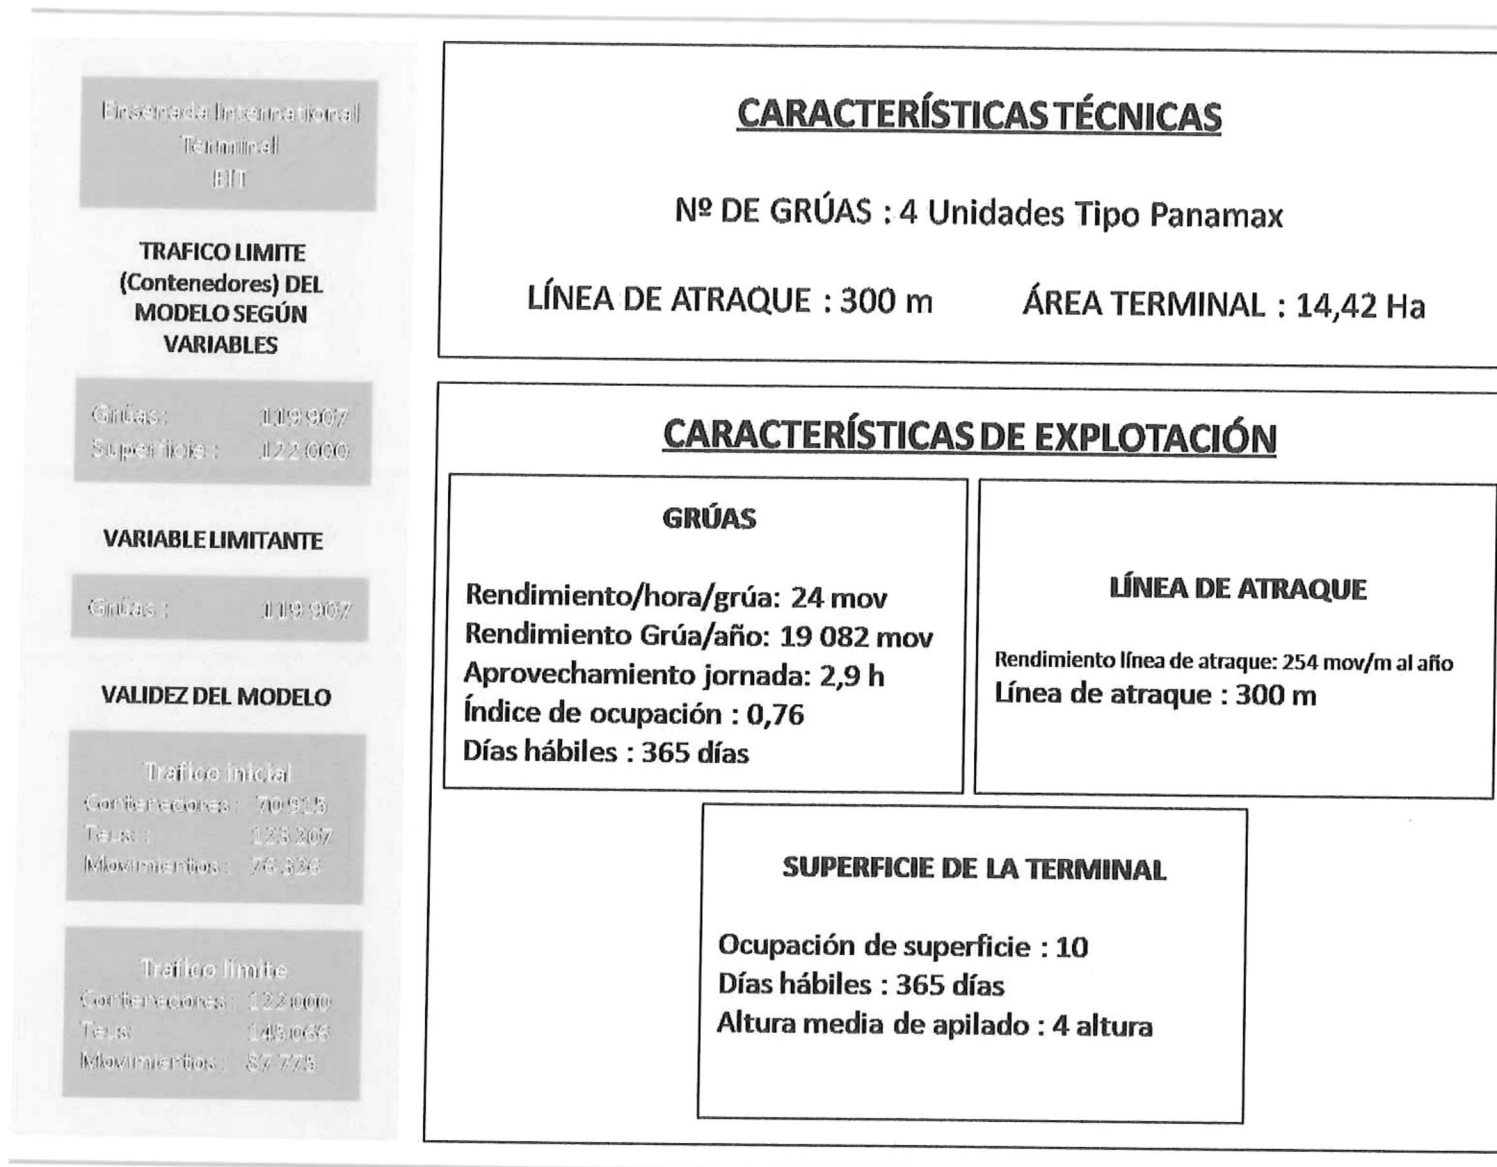 Ensenada International
Terminal
EIT
TRAFICO LIMITE
(Contenedores) DEL
MODELO SEGÚN
VARIABLES
Grúas : 119 907
Superficie : 122 000
VARIABLE LIMITANTE
Grúas : 119 907
VALIDEZ DEL MODELO
Trafico inicial
Contenedores : 70 915
Teus : 123 207
Movimientos : 76 326
Trafico límite
Contenedores : 122 000
Teus: 143 066
Movimientos : 87 775
CARACTERÍSTICAS TÉCNICAS
Nº DE GRÚAS : 4 Unidades Tipo Panamax
LÍNEA DE ATRAQUE : 300 m ÁREA TERMINAL : 14,42 Ha
CARACTERÍSTICAS DE EXPLOTACIÓN
GRÚAS
Rendimiento/hora/grúa: 24 mov
Rendimiento Grúa/año: 19 082 mov
Aprovechamiento jornada: 2,9 h
Índice de ocupación : 0,76
Días hábiles : 365 días
LÍNEA DE ATRAQUE
Rendimiento línea de atraque: 254 mov/m al año
Línea de atraque : 300 m
SUPERFICIE DE LA TERMINAL
Ocupación de superficie : 10
Días hábiles : 365 días
Altura media de apilado : 4 altura